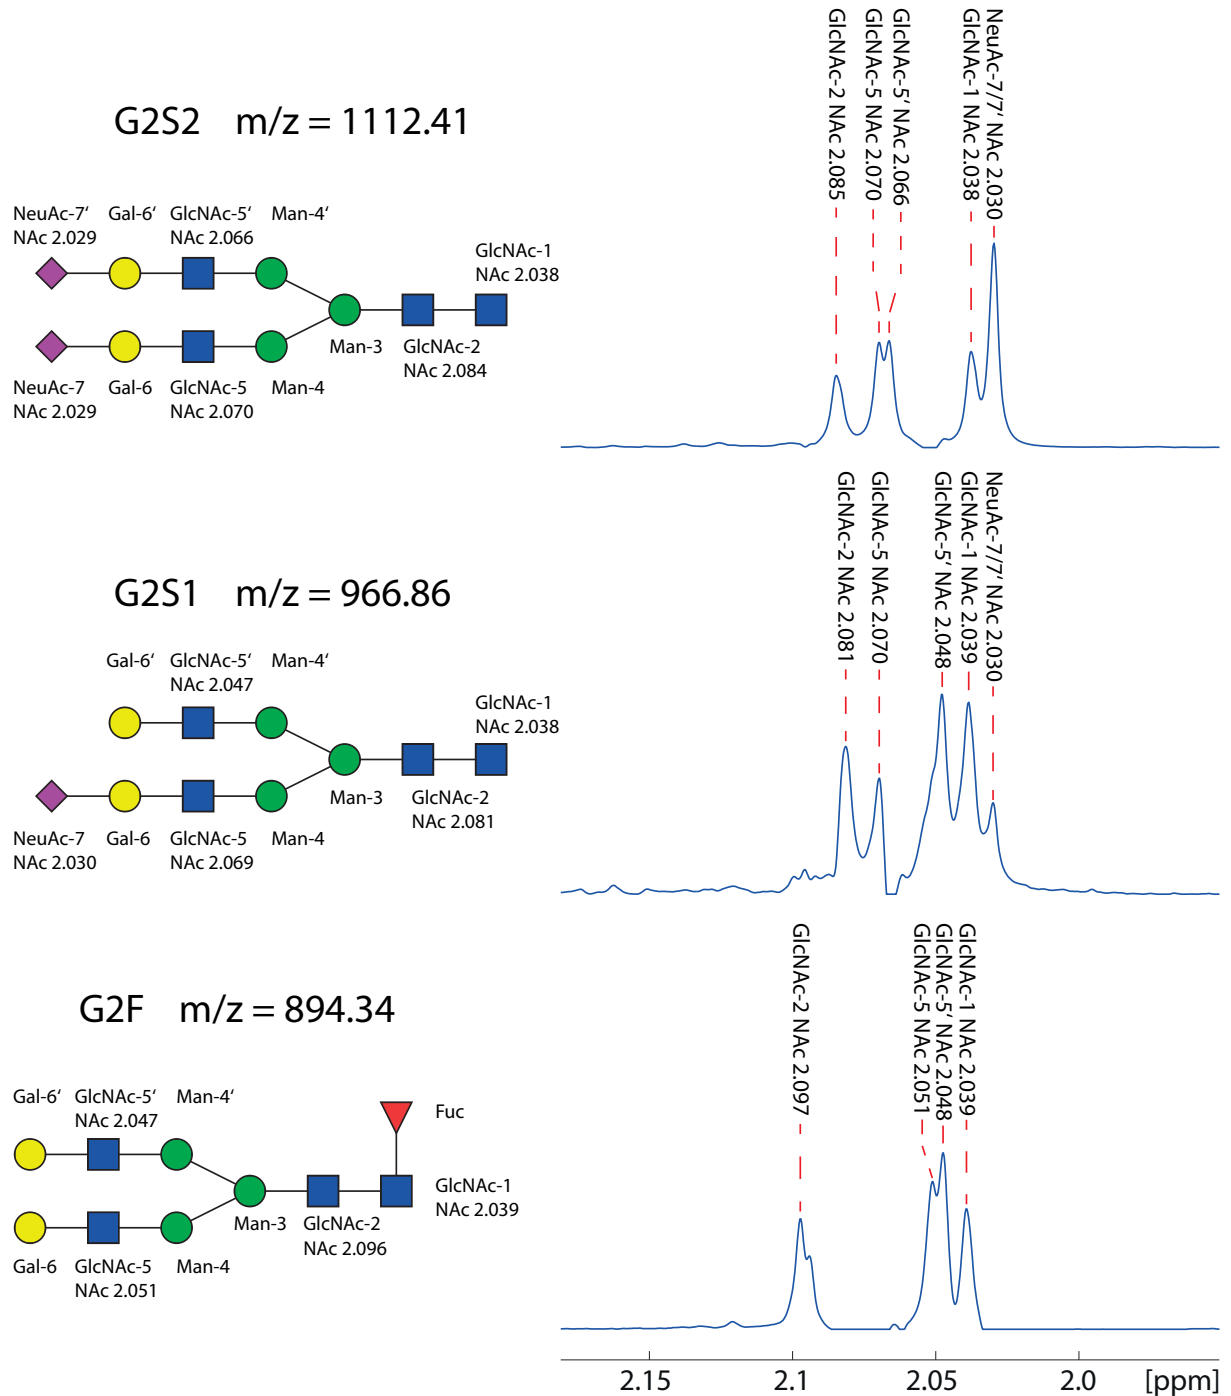 G2S2 m/z = 1112.41
NeuAc-7‘ Gal-6‘ GlcNAc-5‘ Man-4‘
NAc 2.029 NAc 2.066
GlcNAc-1
NAc 2.038
Man-3 GlcNAc-2
NAc 2.084
NeuAc-7 Gal-6 GlcNAc-5 Man-4
NAc 2.029 NAc 2.070
GlcNAc-2 NAc 2.085
GlcNAc-5 NAc 2.070
GlcNAc-5‘ NAc 2.066
GlcNAc-1 NAc 2.038
NeuAc-7/7‘ NAc 2.030
G2S1 m/z = 966.86
Gal-6‘ GlcNAc-5‘ Man-4‘
NAc 2.047
GlcNAc-1
NAc 2.038
Man-3 GlcNAc-2
NAc 2.081
NeuAc-7 Gal-6 GlcNAc-5 Man-4
NAc 2.030 NAc 2.069
GlcNAc-2 NAc 2.081
GlcNAc-5 NAc 2.070
GlcNAc-5‘ NAc 2.048
GlcNAc-1 NAc 2.039
NeuAc-7/7‘ NAc 2.030
G2F m/z = 894.34
Gal-6‘ GlcNAc-5‘ Man-4‘
NAc 2.047
Fuc
GlcNAc-1
NAc 2.039
Man-3 GlcNAc-2
NAc 2.096
Gal-6 GlcNAc-5 Man-4
NAc 2.051
GlcNAc-2 NAc 2.097
GlcNAc-5 NAc 2.051
GlcNAc-5‘ NAc 2.048
GlcNAc-1 NAc 2.039
2.15 2.1 2.05 2.0 [ppm]